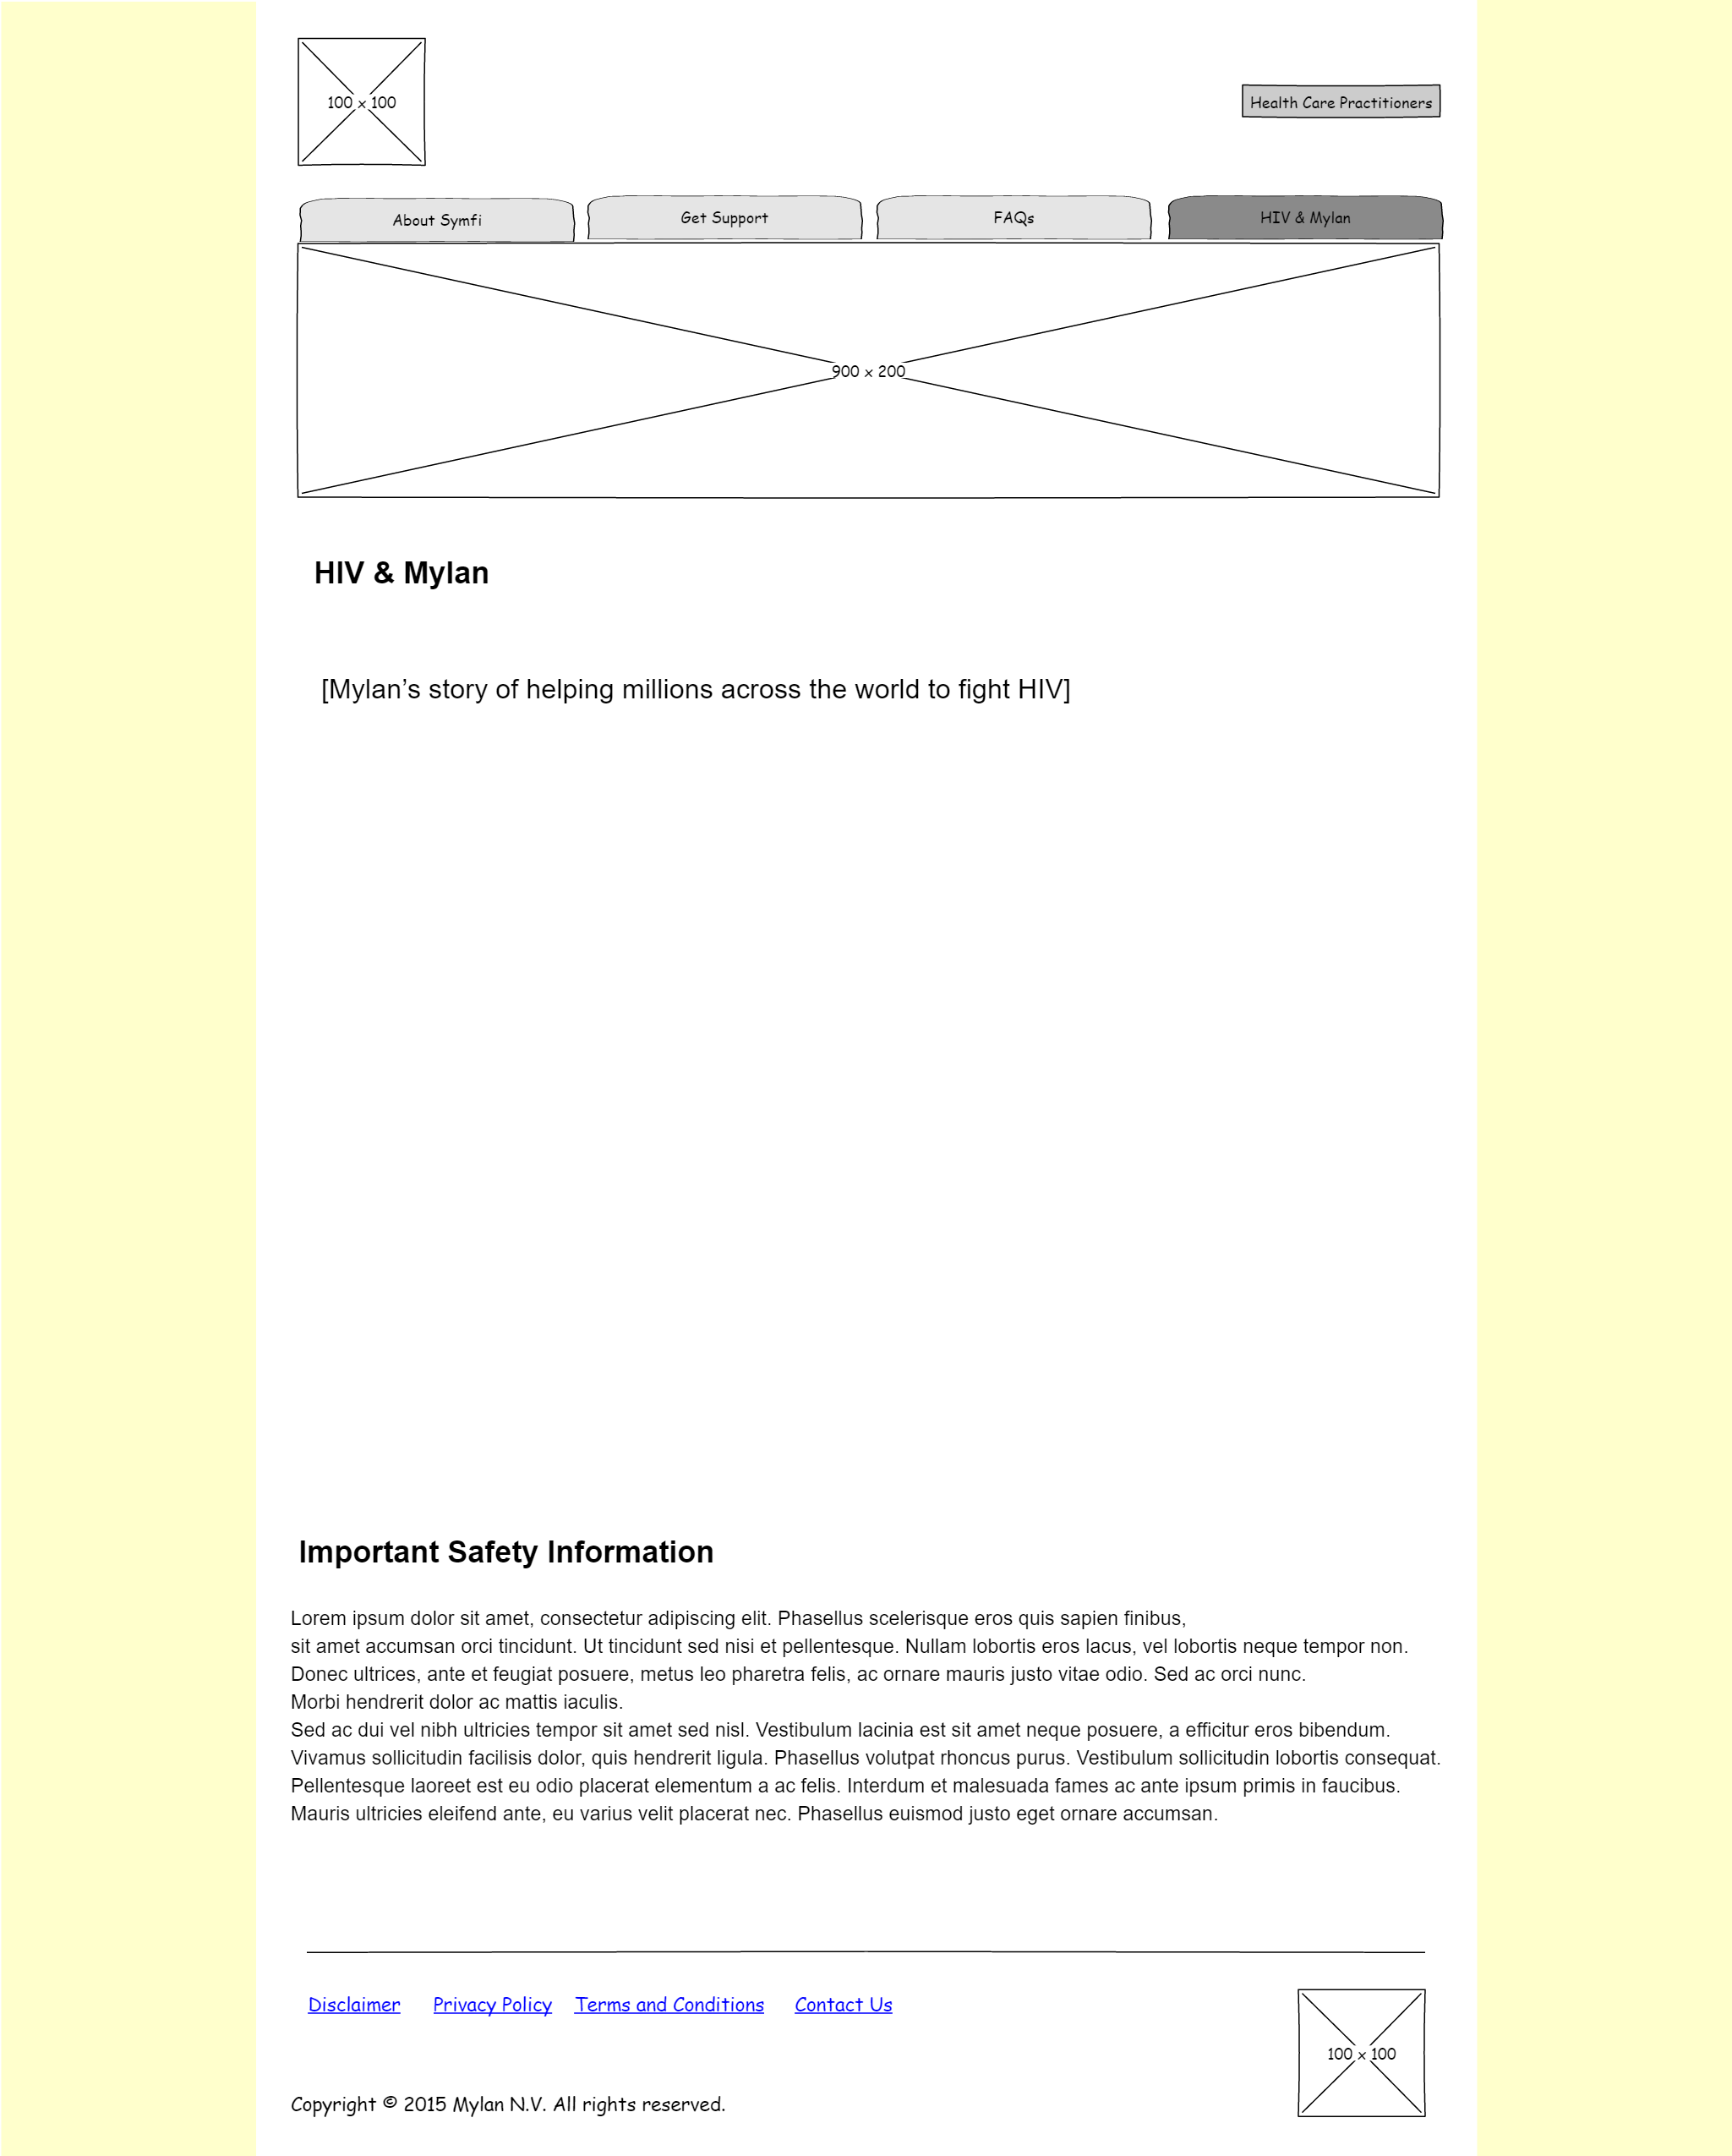 100 x 100
Health Care Practitioners
About Symfi
Get Support
FAQs
HIV & Mylan
900 x 200
HIV & Mylan
[Mylan’s story of helping millions across the world to fight HIV]
Important Safety Information
Lorem ipsum dolor sit amet, consectetur adipiscing elit. Phasellus scelerisque eros quis sapien finibus,
sit amet accumsan orci tincidunt. Ut tincidunt sed nisi et pellentesque. Nullam lobortis eros lacus, vel lobortis neque tempor non.
Donec ultrices, ante et feugiat posuere, metus leo pharetra felis, ac ornare mauris justo vitae odio. Sed ac orci nunc.
Morbi hendrerit dolor ac mattis iaculis.
Sed ac dui vel nibh ultricies tempor sit amet sed nisl. Vestibulum lacinia est sit amet neque posuere, a efficitur eros bibendum.
Vivamus sollicitudin facilisis dolor, quis hendrerit ligula. Phasellus volutpat rhoncus purus. Vestibulum sollicitudin lobortis consequat.
Pellentesque laoreet est eu odio placerat elementum a ac felis. Interdum et malesuada fames ac ante ipsum primis in faucibus.
Mauris ultricies eleifend ante, eu varius velit placerat nec. Phasellus euismod justo eget ornare accumsan.
Disclaimer
Privacy Policy
Terms and Conditions
Contact Us
100 x 100
Copyright © 2015 Mylan N.V. All rights reserved.